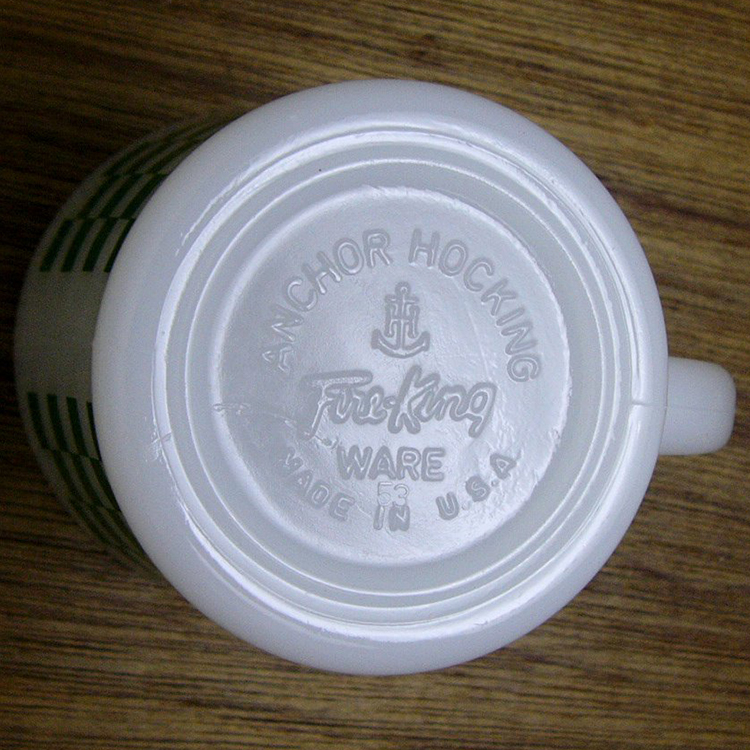 ANCHOR HOCKING
Fire-King
WARE
53
MADE IN U.S.A